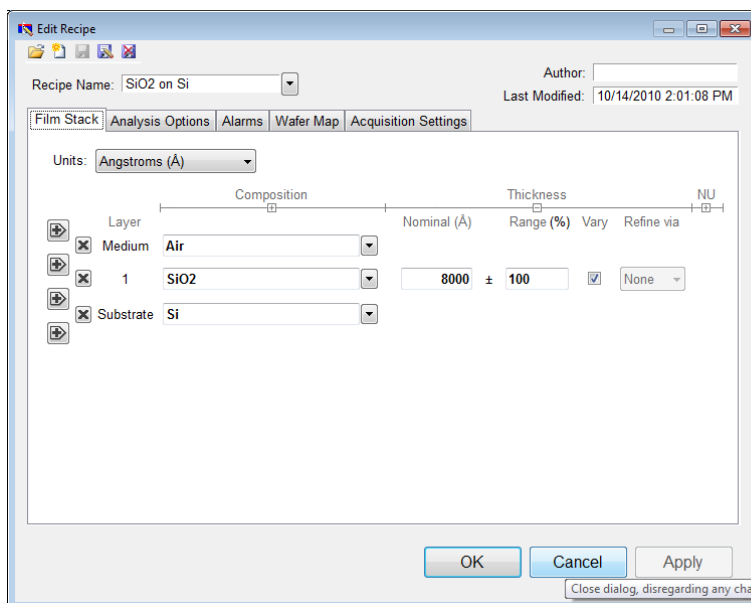 Edit Recipe
Recipe Name: SiO2 on Si
Author:
Last Modified: 10/14/2010 2:01:08 PM
Film Stack Analysis Options Alarms Wafer Map Acquisition Settings
Units: Angstroms (Å)
Composition Thickness NU
Layer Nominal (Å) Range (%) Vary Refine via
Medium Air
1 SiO2 8000 ± 100 None
Substrate Si
OK Cancel Apply
Close dialog, disregarding any